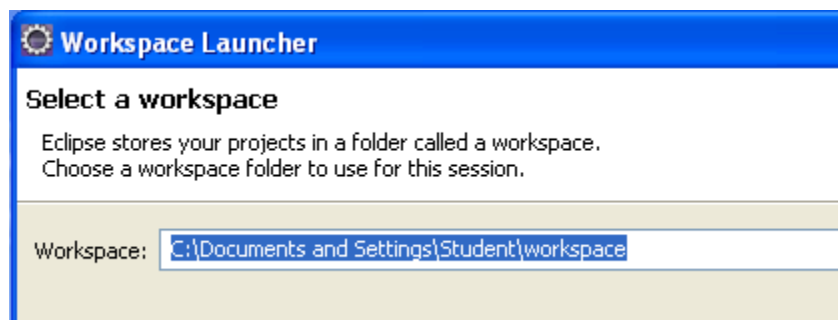 Workspace Launcher
Select a workspace
Eclipse stores your projects in a folder called a workspace.
Choose a workspace folder to use for this session.
Workspace: C:\Documents and Settings\Student\workspace